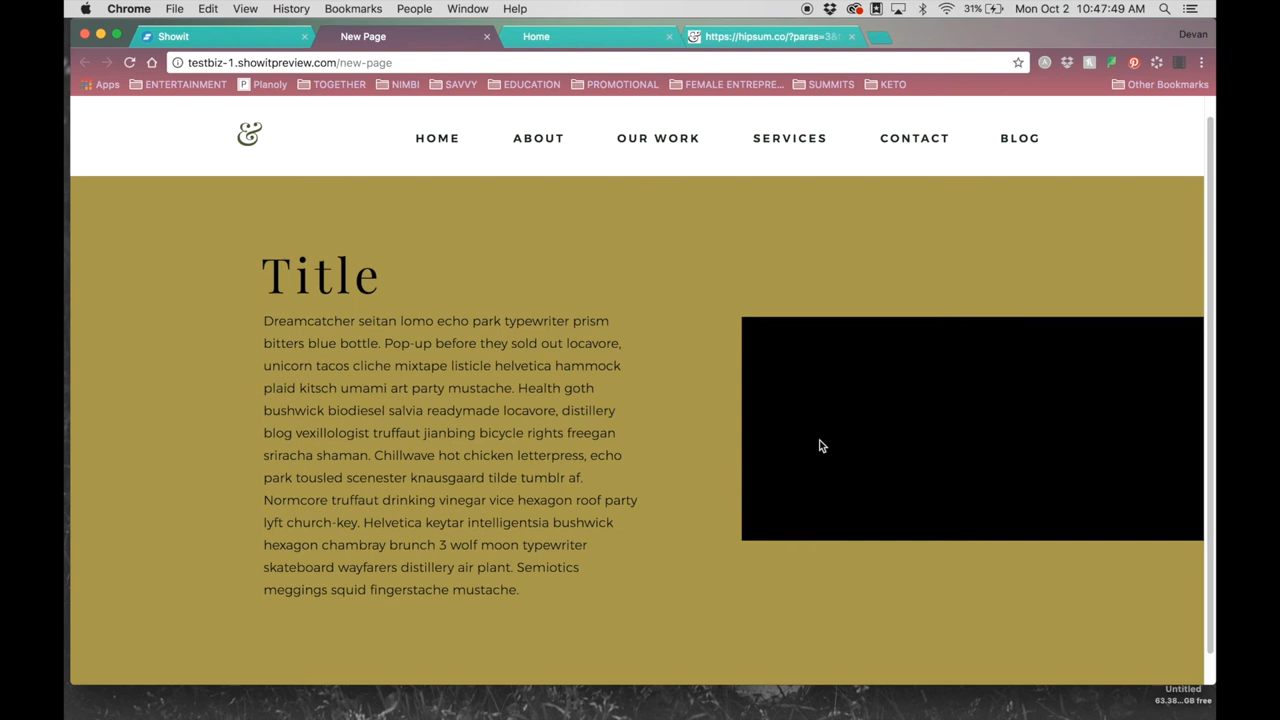 Chrome File Edit View History Bookmarks People Window Help 31% Mon Oct 2 10:47:49 AM
Showit New Page Home https://hipsum.co/?paras=3& Devan
testbiz-1.showitpreview.com/new-page
Apps ENTERTAINMENT Planoly TOGETHER NIMBI SAVVY EDUCATION PROMOTIONAL FEMALE ENTREPRE... SUMMITS KETO Other Bookmarks
& HOME ABOUT OUR WORK SERVICES CONTACT BLOG
Title
Dreamcatcher seitan lomo echo park typewriter prism
bitters blue bottle. Pop-up before they sold out locavore,
unicorn tacos cliche mixtape listicle helvetica hammock
plaid kitsch umami art party mustache. Health goth
bushwick biodiesel salvia readymade locavore, distillery
blog vexillologist truffaut jianbing bicycle rights freegan
sriracha shaman. Chillwave hot chicken letterpress, echo
park tousled scenester knausgaard tilde tumblr af.
Normcore truffaut drinking vinegar vice hexagon roof party
lyft church-key. Helvetica keytar intelligentsia bushwick
hexagon chambray brunch 3 wolf moon typewriter
skateboard wayfarers distillery air plant. Semiotics
meggings squid fingerstache mustache.
Untitled
63.38...GB free